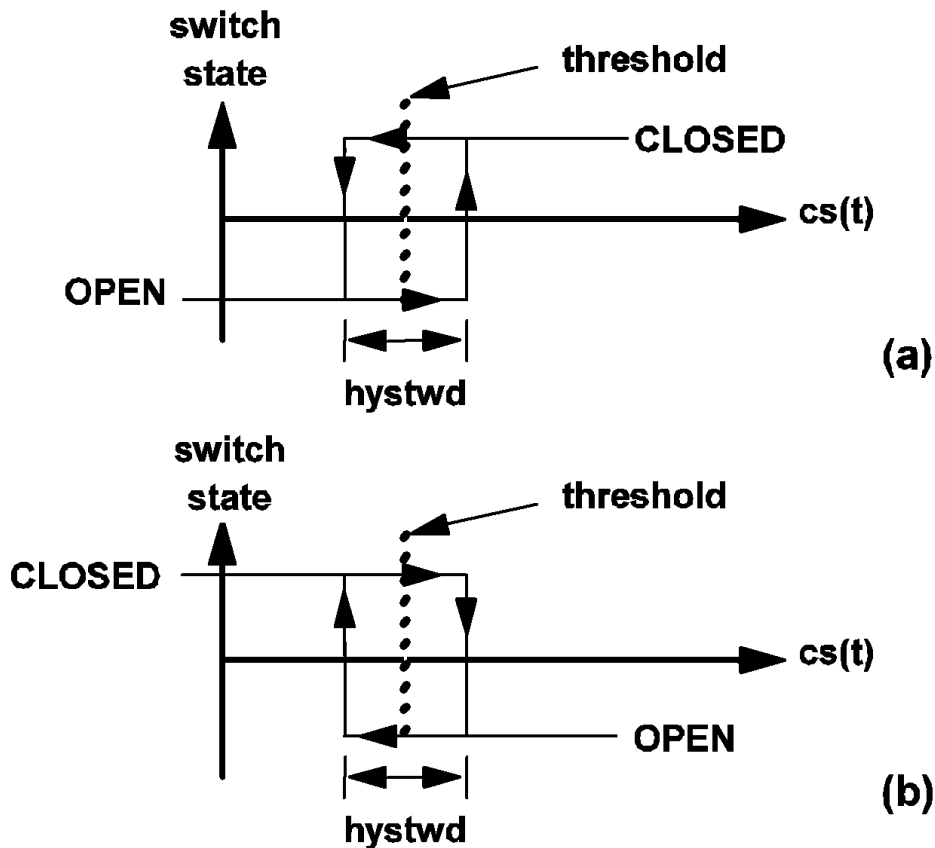 switch
state
threshold
CLOSED
cs(t)
OPEN
hystwd
(a)
switch
state
threshold
CLOSED
cs(t)
OPEN
hystwd
(b)